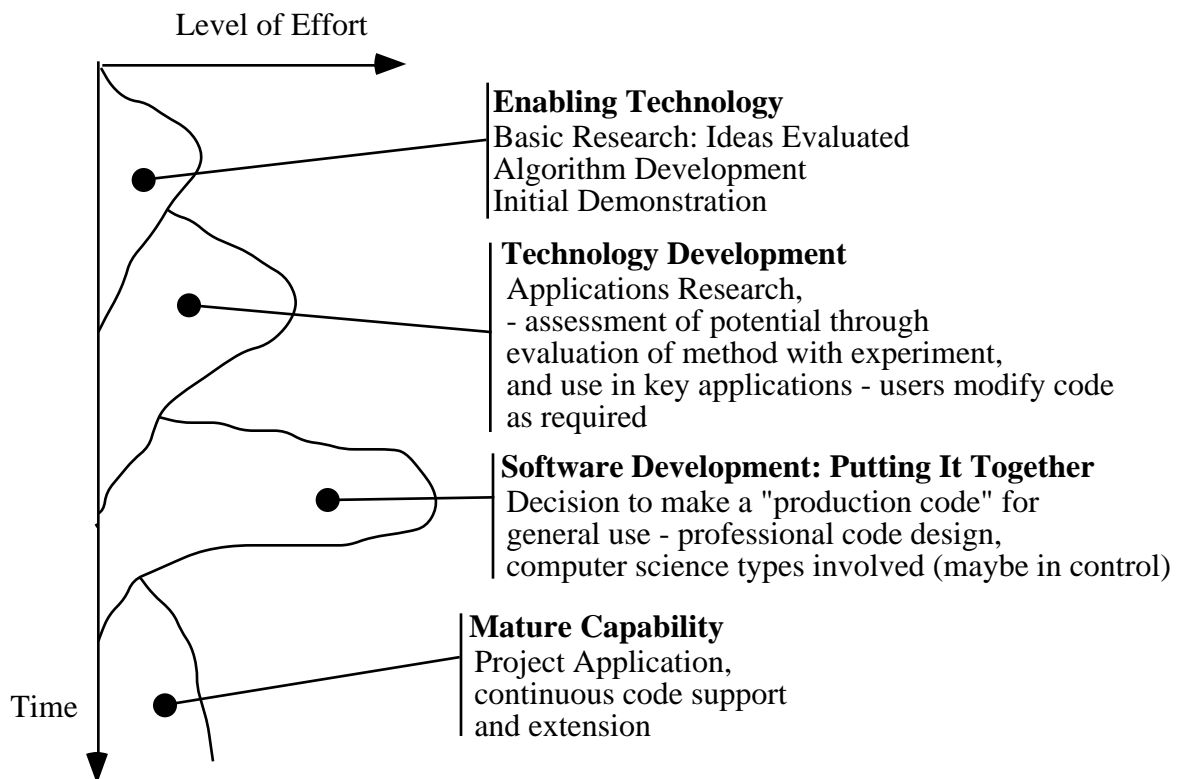 Level of Effort
Enabling Technology
Basic Research: Ideas Evaluated
Algorithm Development
Initial Demonstration
Technology Development
Applications Research,
- assessment of potential through
evaluation of method with experiment,
and use in key applications - users modify code
as required
Software Development: Putting It Together
Decision to make a "production code" for
general use - professional code design,
computer science types involved (maybe in control)
Mature Capability
Project Application,
continuous code support
and extension
Time